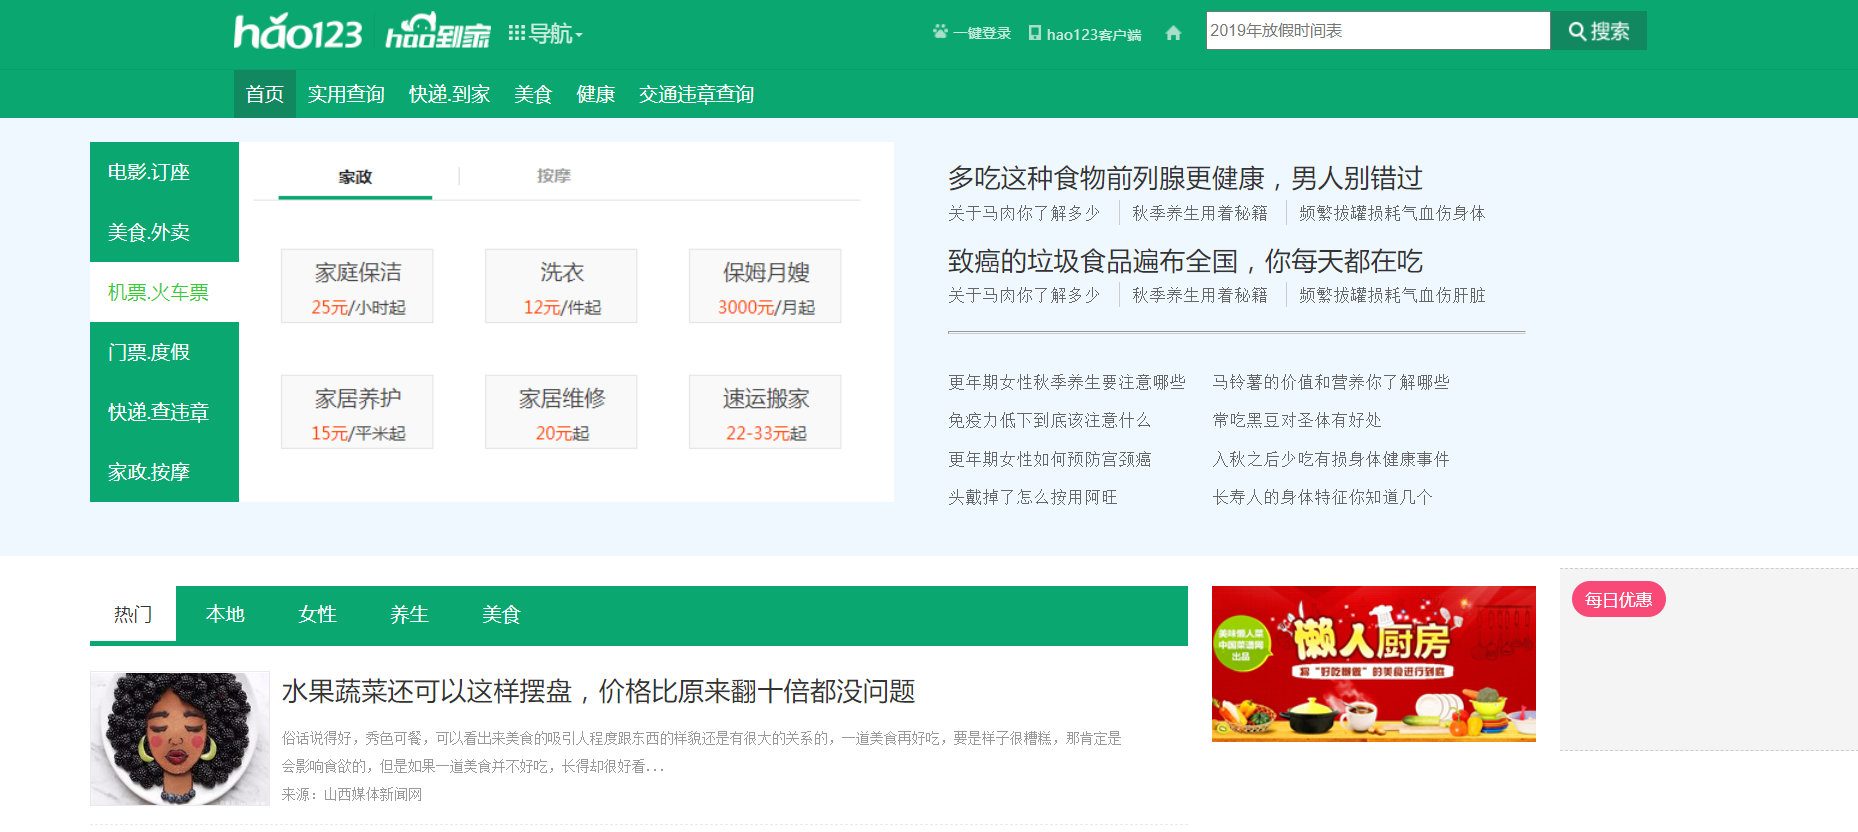 hao123 hao到家 导航 一键登录 hao123客户端 2019年放假时间表 搜索
首页 实用查询 快递.到家 美食 健康 交通违章查询
电影.订座
美食.外卖
机票.火车票
门票.度假
快递.查违章
家政.按摩
家政 按摩
家庭保洁 洗衣 保姆月嫂
25元/小时起 12元/件起 3000元/月起
家居养护 家居维修 速运搬家
15元/平米起 20元起 22-33元起
多吃这种食物前列腺更健康，男人别错过
关于马肉你了解多少 秋季养生用着秘籍 频繁拔罐损耗气血伤身体
致癌的垃圾食品遍布全国，你每天都在吃
关于马肉你了解多少 秋季养生用着秘籍 频繁拔罐损耗气血伤肝脏
更年期女性秋季养生要注意哪些 马铃薯的价值和营养你了解哪些
免疫力低下到底该注意什么 常吃黑豆对圣体有好处
更年期女性如何预防宫颈癌 入秋之后少吃有损身体健康事件
头戴掉了怎么按用阿旺 长寿人的身体特征你知道几个
热门 本地 女性 养生 美食
水果蔬菜还可以这样摆盘，价格比原来翻十倍都没问题
俗话说得好，秀色可餐，可以看出来美食的吸引人程度跟东西的样貌还是有很大的关系的，一道美食再好吃，要是样子很糟糕，那肯定是
会影响食欲的，但是如果一道美食并不好吃，长得却很好看...
来源：山西媒体新闻网
美味懒人菜
中国菜谱网
出品
懒人厨房
将“好吃懒做”的美食进行到底
每日优惠